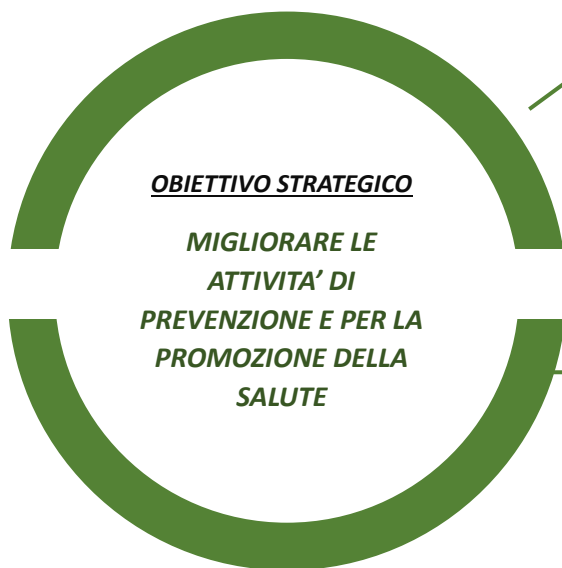 OBIETTIVO STRATEGICO
MIGLIORARE LE
ATTIVITA’ DI
PREVENZIONE E PER LA
PROMOZIONE DELLA
SALUTE